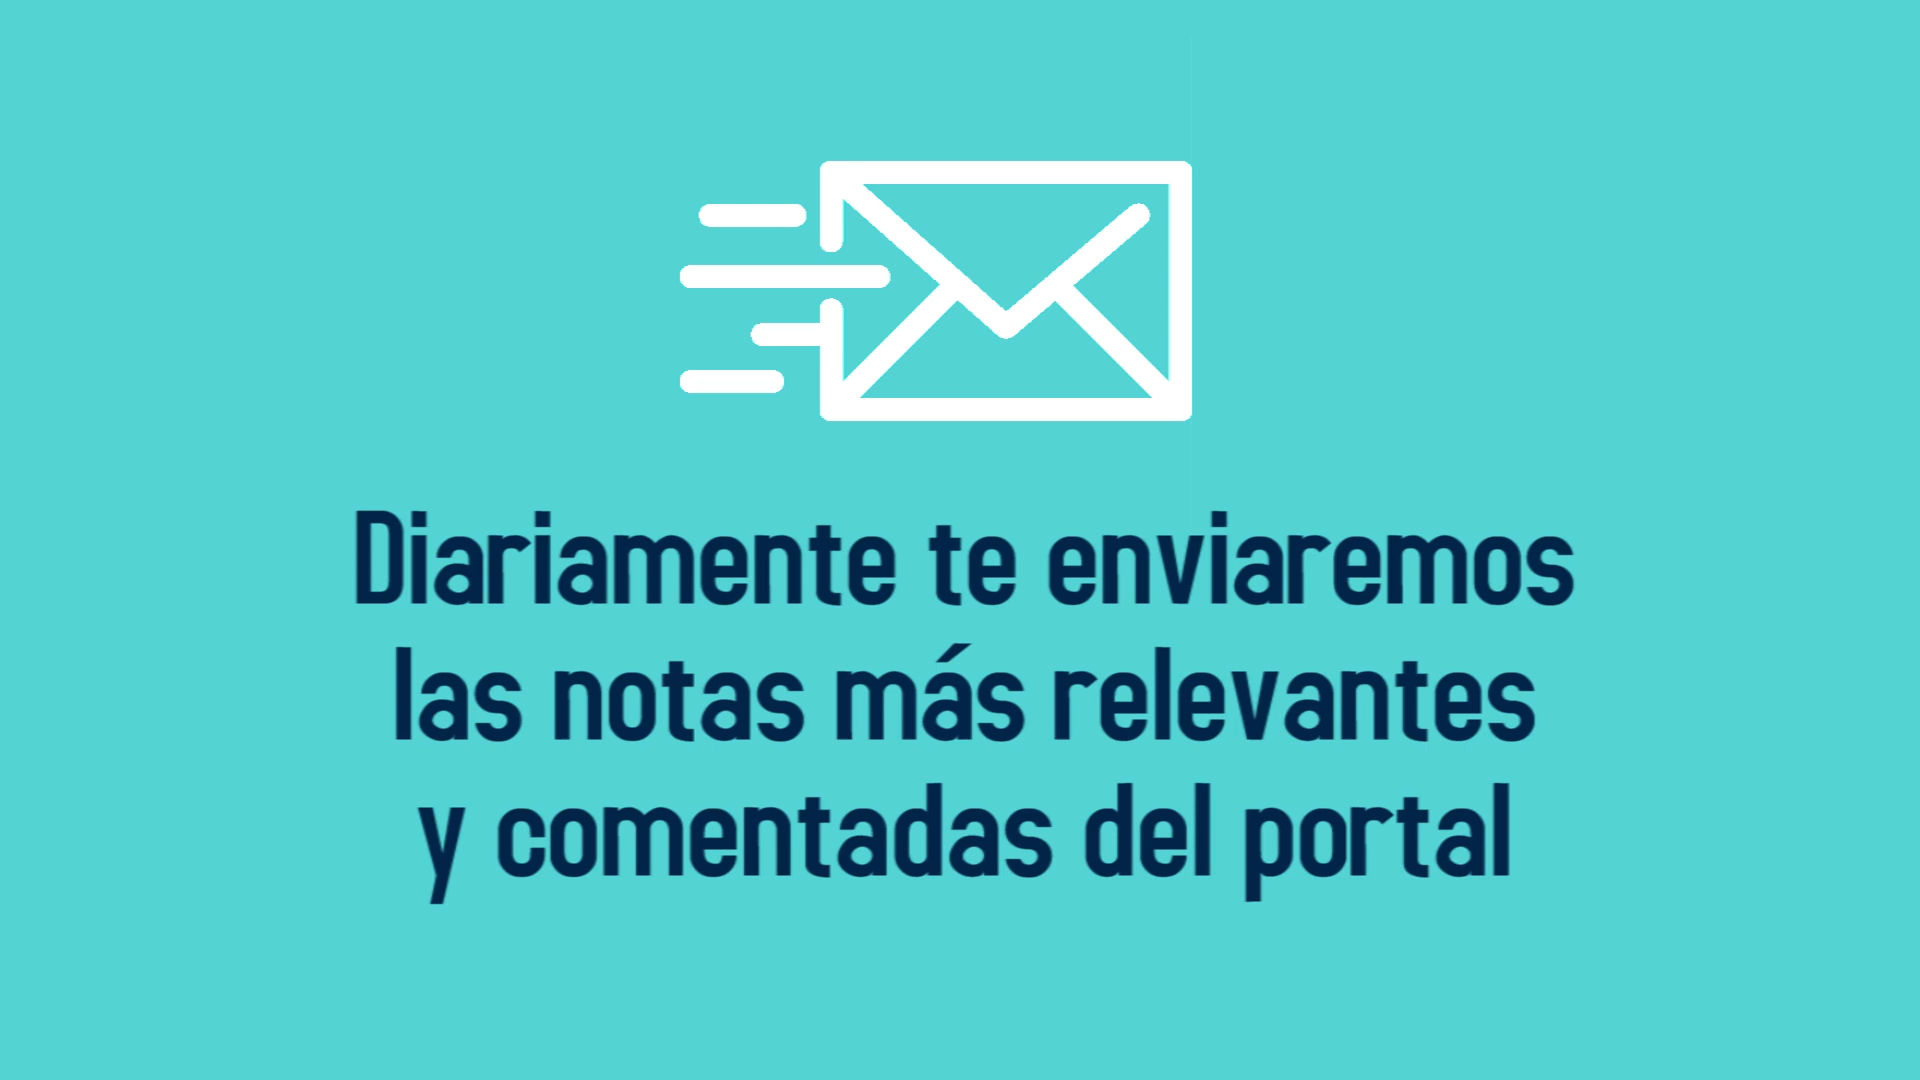 Diariamente te enviaremos
las notas más relevantes
y comentadas del portal